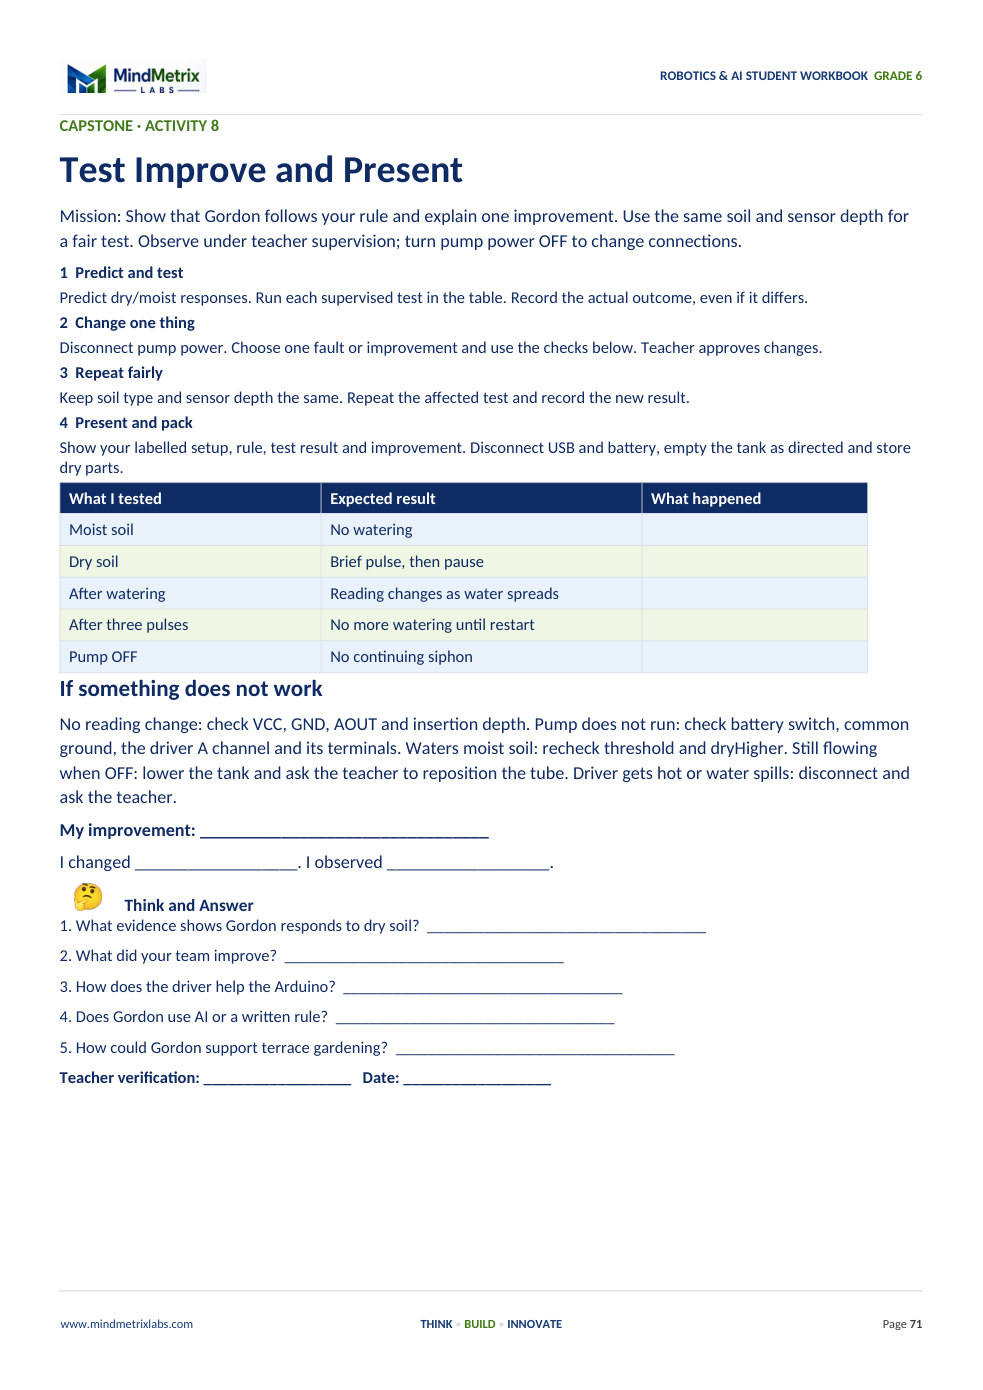 MindMetrix
LABS
ROBOTICS & AI STUDENT WORKBOOK GRADE 6
CAPSTONE · ACTIVITY 8
Test Improve and Present
Mission: Show that Gordon follows your rule and explain one improvement. Use the same soil and sensor depth for
a fair test. Observe under teacher supervision; turn pump power OFF to change connections.
1 Predict and test
Predict dry/moist responses. Run each supervised test in the table. Record the actual outcome, even if it differs.
2 Change one thing
Disconnect pump power. Choose one fault or improvement and use the checks below. Teacher approves changes.
3 Repeat fairly
Keep soil type and sensor depth the same. Repeat the affected test and record the new result.
4 Present and pack
Show your labelled setup, rule, test result and improvement. Disconnect USB and battery, empty the tank as directed and store
dry parts.
What I tested Expected result What happened
Moist soil No watering
Dry soil Brief pulse, then pause
After watering Reading changes as water spreads
After three pulses No more watering until restart
Pump OFF No continuing siphon
If something does not work
No reading change: check VCC, GND, AOUT and insertion depth. Pump does not run: check battery switch, common
ground, the driver A channel and its terminals. Waters moist soil: recheck threshold and dryHigher. Still flowing
when OFF: lower the tank and ask the teacher to reposition the tube. Driver gets hot or water spills: disconnect and
ask the teacher.
My improvement: ________________________________
I changed __________________. I observed __________________.
🤔 Think and Answer
1. What evidence shows Gordon responds to dry soil? ________________________________
2. What did your team improve? ________________________________
3. How does the driver help the Arduino? ________________________________
4. Does Gordon use AI or a written rule? ________________________________
5. How could Gordon support terrace gardening? ________________________________
Teacher verification: _________________ Date: _________________
www.mindmetrixlabs.com THINK • BUILD • INNOVATE Page 71